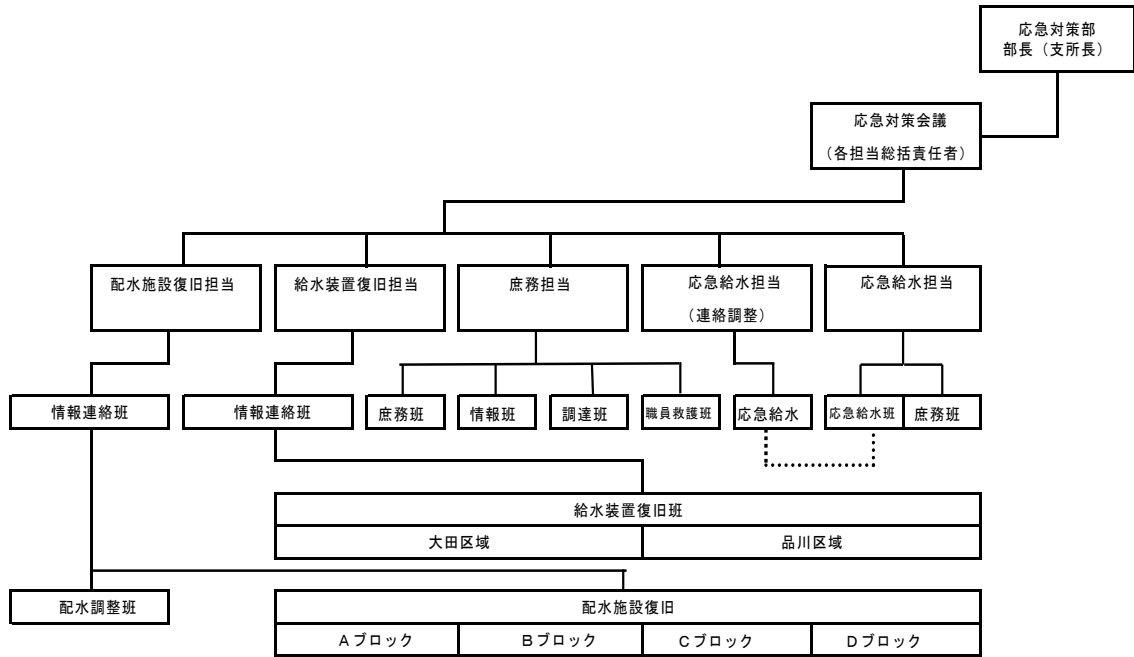 応急対策部
部長（支所長）
応急対策会議
（各担当総括責任者）
配水施設復旧担当
給水装置復旧担当
庶務担当
応急給水担当
（連絡調整）
応急給水担当
情報連絡班
情報連絡班
庶務班
情報班
調達班
職員救護班
応急給水
応急給水班
庶務班
給水装置復旧班
大田区域
品川区域
配水調整班
配水施設復旧
Aブロック
Bブロック
Cブロック
Dブロック